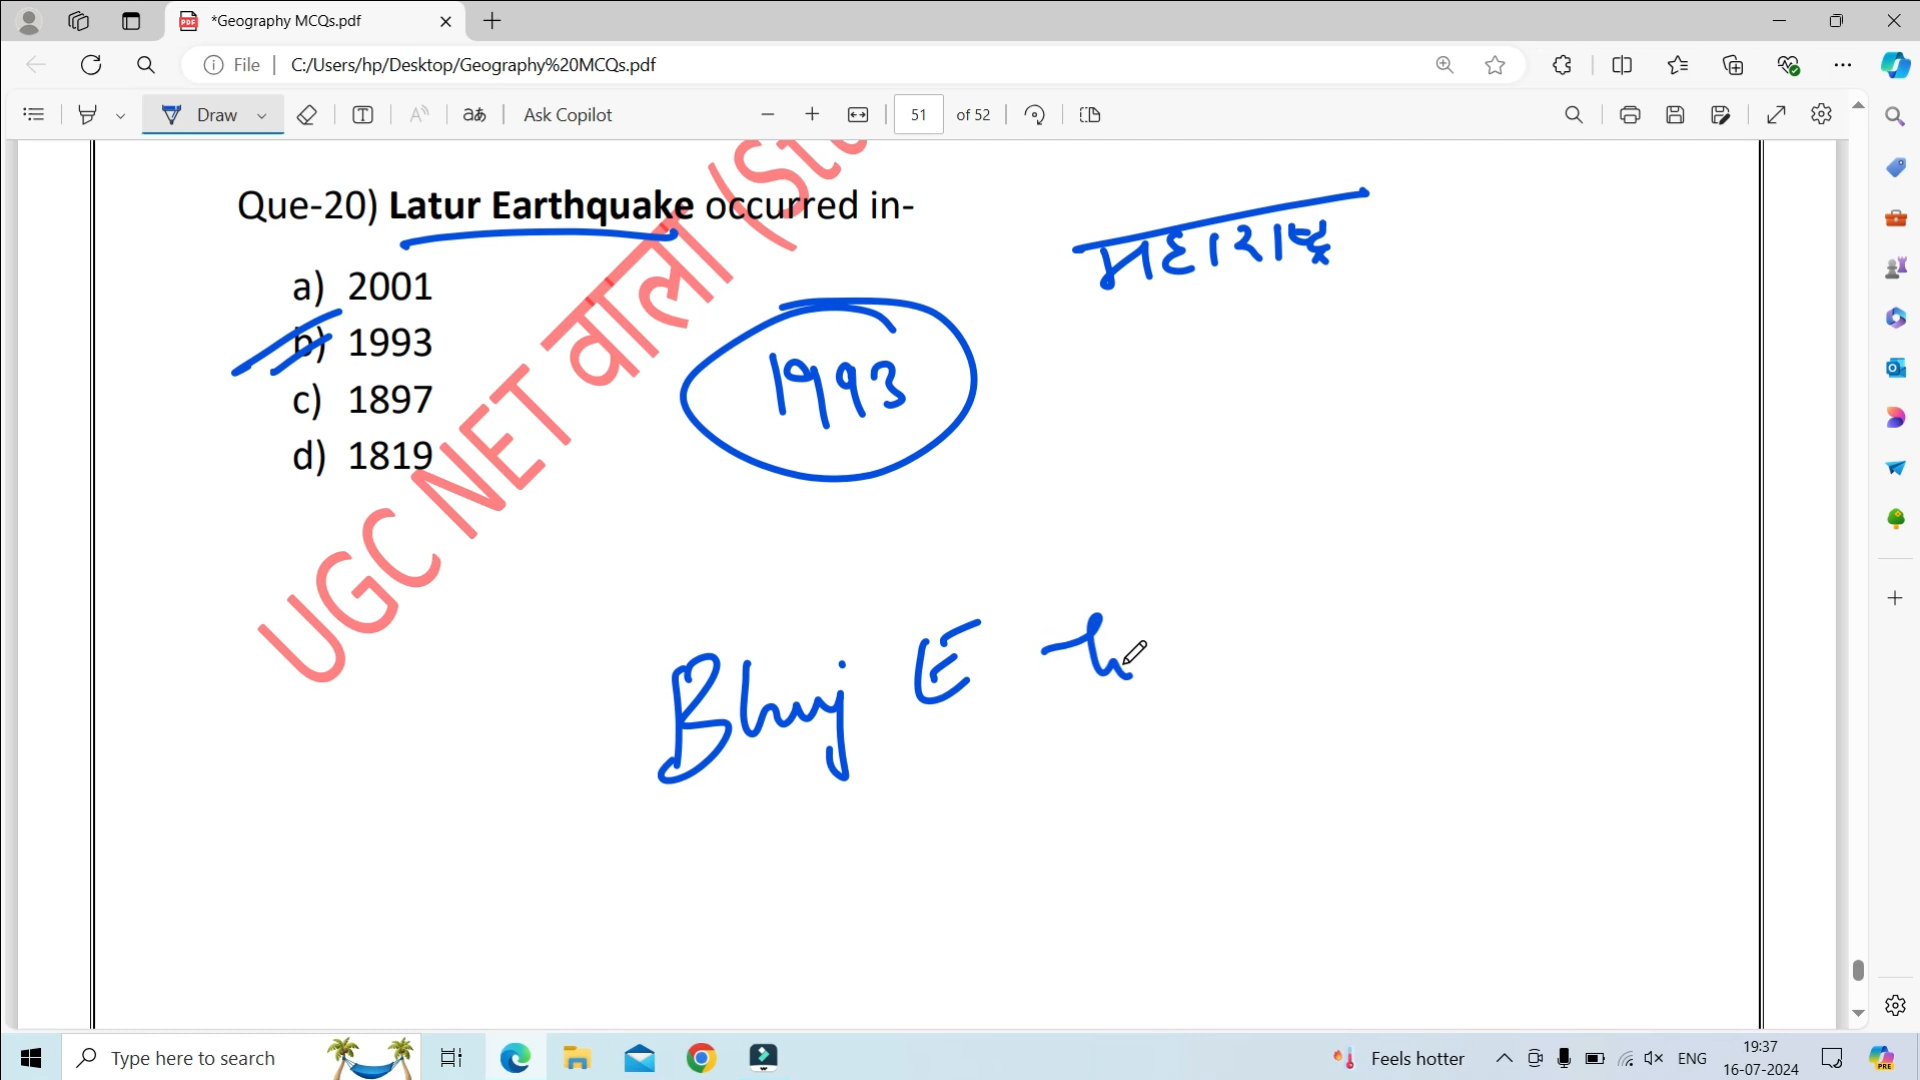 *Geography MCQs.pdf
File
C:/Users/hp/Desktop/Geography%20MCQs.pdf
Draw
Ask Copilot
51 of 52
Que-20) Latur Earthquake occurred in-
महाराष्ट्र
a) 2001
b) 1993
c) 1897
d) 1819
1993
UGC NET वाला
Bhuj E
Type here to search
Feels hotter
ENG
19:37
16-07-2024